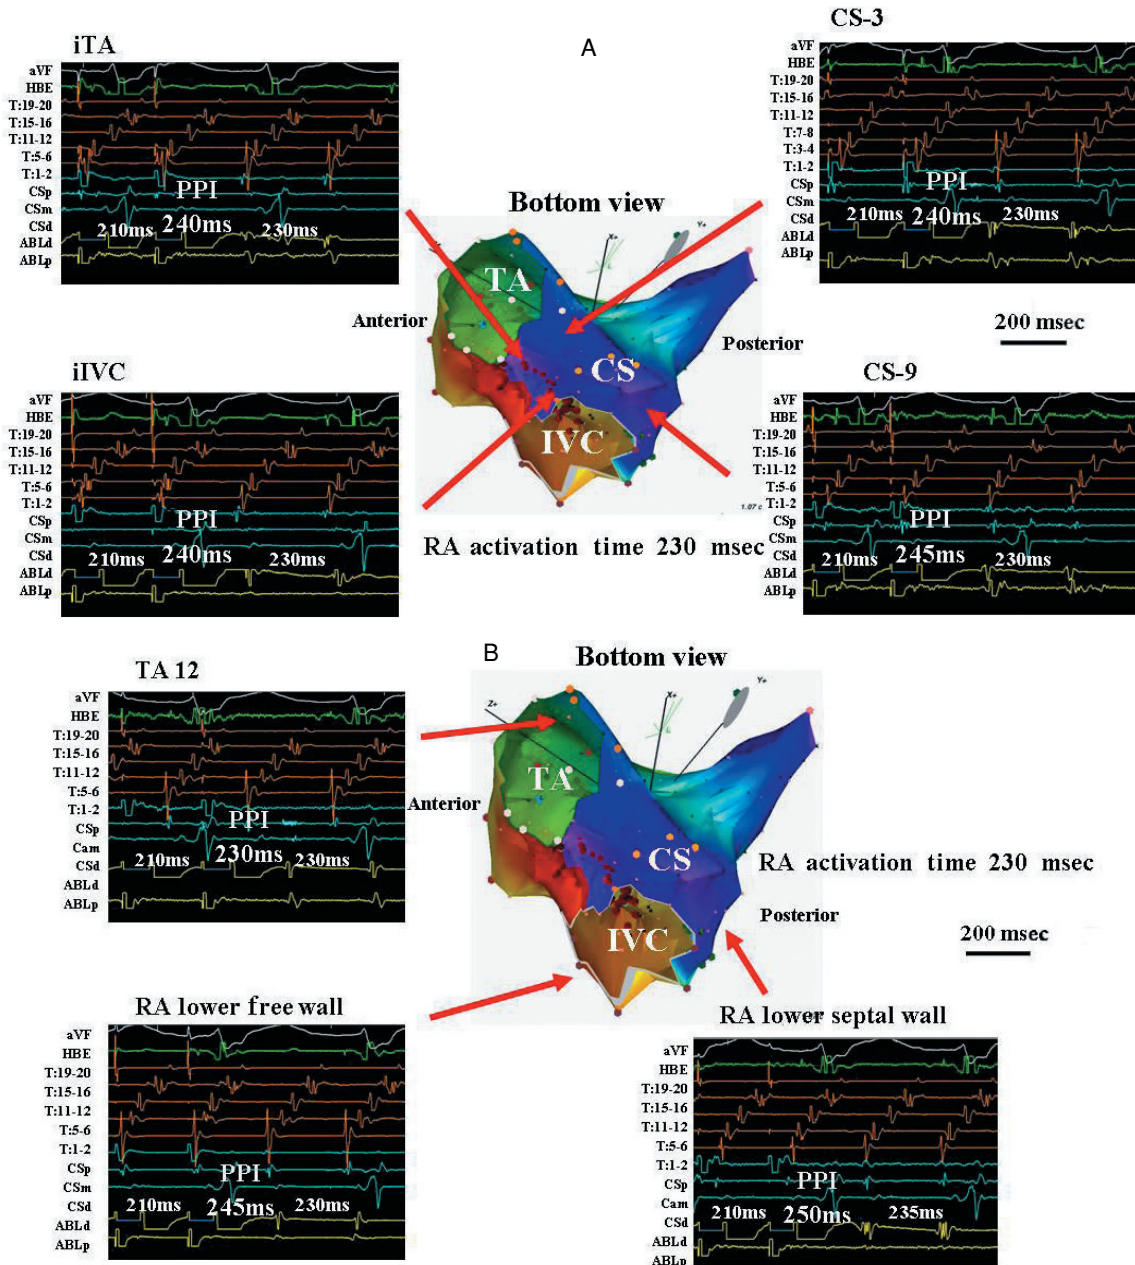 A
iTA
aVF
HBE
T:19-20
T:15-16
T:11-12
T:5-6
T:1-2
CSp
CSm
CSd
ABLd
ABLp
PPI
210ms 240ms 230ms
CS-3
aVF
HBE
T:19-20
T:15-16
T:11-12
T:7-8
T:3-4
T:1-2
CSp
CSm
CSd
ABLd
ABLp
PPI
210ms 240ms 230ms
200 msec
Bottom view
X+
Y+
TA
Anterior
Posterior
CS
IVC
1.07 c
RA activation time 230 msec
iIVC
aVF
HBE
T:19-20
T:15-16
T:11-12
T:5-6
T:1-2
CSp
CSm
CSd
ABLd
ABLp
PPI
210ms 240ms 230ms
CS-9
aVF
HBE
T:19-20
T:15-16
T:11-12
T:5-6
T:1-2
CSp
CSm
CSd
ABLd
ABLp
PPI
210ms 245ms 230ms
B
TA 12
aVF
HBE
T:19-20
T:15-16
T:11-12
T:5-6
T:1-2
CSp
Cam
CSd
ABLd
ABLp
PPI
210ms 230ms 230ms
Bottom view
Z+
X+
Y+
TA
Anterior
CS
RA activation time 230 msec
Posterior
IVC
200 msec
RA lower free wall
aVF
HBE
T:19-20
T:15-16
T:11-12
T:5-6
T:1-2
CSp
CSm
CSd
ABLd
ABLp
PPI
210ms 245ms 230ms
RA lower septal wall
aVF
HBE
T:19-20
T:15-16
T:11-12
T:5-6
T:1-2
CSp
Cam
CSd
ABLd
ABLp
PPI
210ms 250ms 235ms